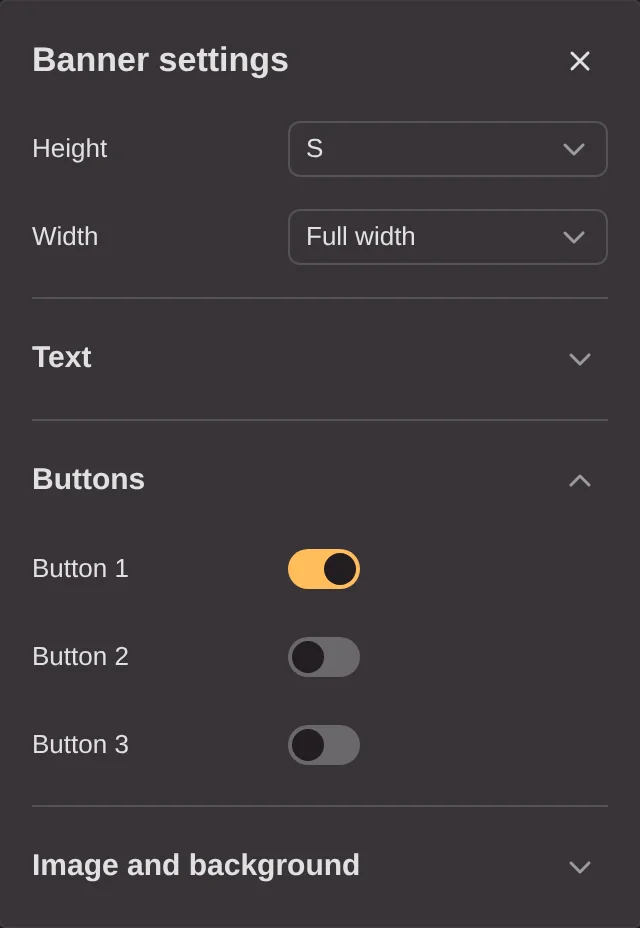 Banner settings
Height S
Width Full width
Text
Buttons
Button 1
Button 2
Button 3
Image and background